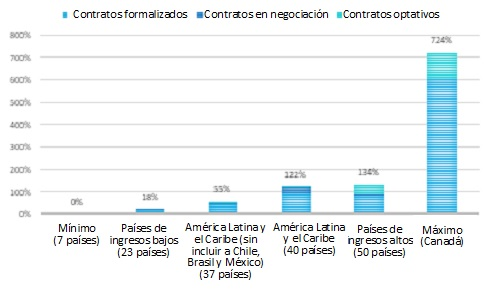 Contratos formalizados Contratos en negociación Contratos optativos
800%
700%
600%
500%
400%
300%
200%
100%
0%
0%
18%
55%
122%
134%
724%
Mínimo
(7 países)
Países de
ingresos bajos
(23 países)
América Latina y
el Caribe (sin
incluir a Chile,
Brasil y México)
(37 países)
América Latina
y el Caribe
(40 países)
Países de
ingresos altos
(50 países)
Máximo
(Canadá)